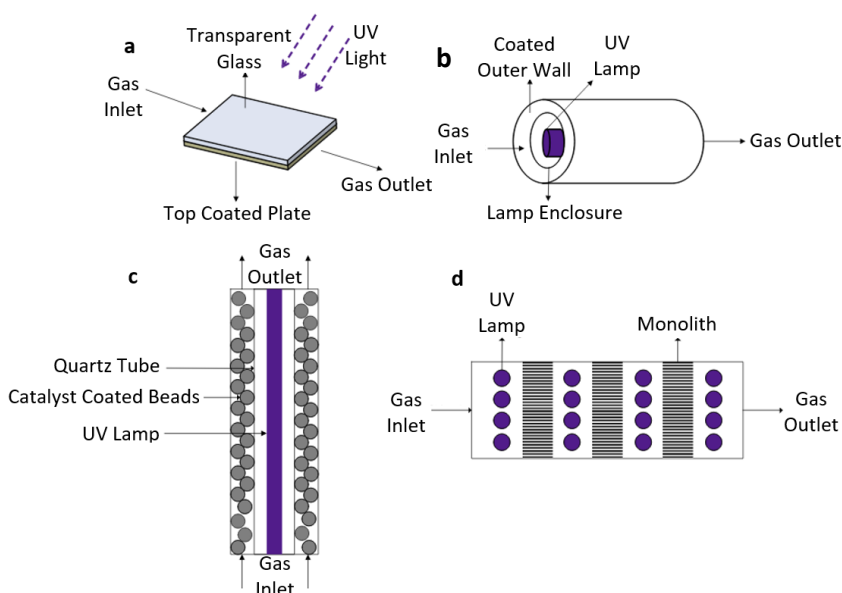 a
Transparent
Glass
UV
Light
Gas
Inlet
Gas Outlet
Top Coated Plate
b
Coated
Outer Wall
UV
Lamp
Gas
Inlet
Gas Outlet
Lamp Enclosure
c
Gas
Outlet
Quartz Tube
Catalyst Coated Beads
UV Lamp
Gas
Inlet
d
UV
Lamp
Monolith
Gas
Inlet
Gas
Outlet